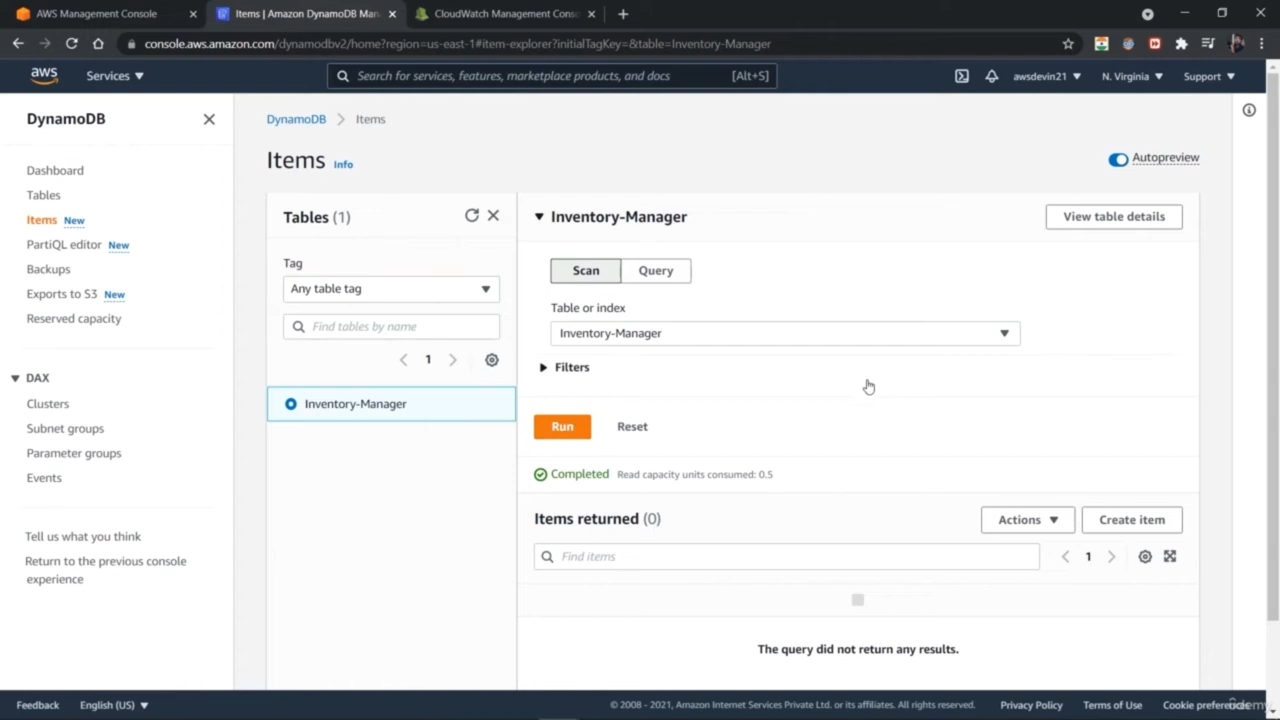 AWS Management Console
Items | Amazon DynamoDB Man
CloudWatch Management Cons
console.aws.amazon.com/dynamodbv2/home?region=us-east-1#item-explorer?initialTagKey=&table=Inventory-Manager
aws
Services
Search for services, features, marketplace products, and docs
[Alt+S]
awsdevin21
N. Virginia
Support
DynamoDB
Dashboard
Tables
Items New
PartiQL editor New
Backups
Exports to S3 New
Reserved capacity
DAX
Clusters
Subnet groups
Parameter groups
Events
Tell us what you think
Return to the previous console
experience
DynamoDB
Items
Items Info
Autopreview
Tables (1)
Tag
Any table tag
Find tables by name
1
Inventory-Manager
Inventory-Manager
View table details
Scan
Query
Table or index
Inventory-Manager
Filters
Run
Reset
Completed
Read capacity units consumed: 0.5
Items returned (0)
Actions
Create item
Find items
1
The query did not return any results.
Feedback
English (US)
© 2008 - 2021, Amazon Internet Services Private Ltd. or its affiliates. All rights reserved.
Privacy Policy
Terms of Use
Cookie preferences